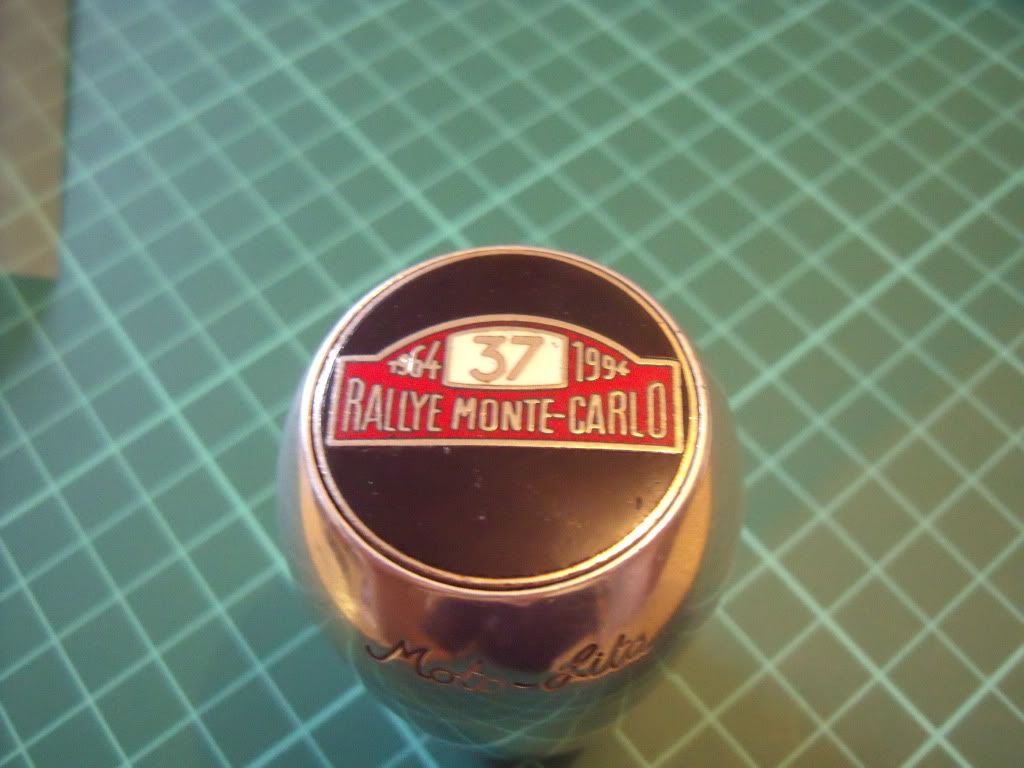 1964 37 1994
RALLYE MONTE-CARLO
Moto-Lita